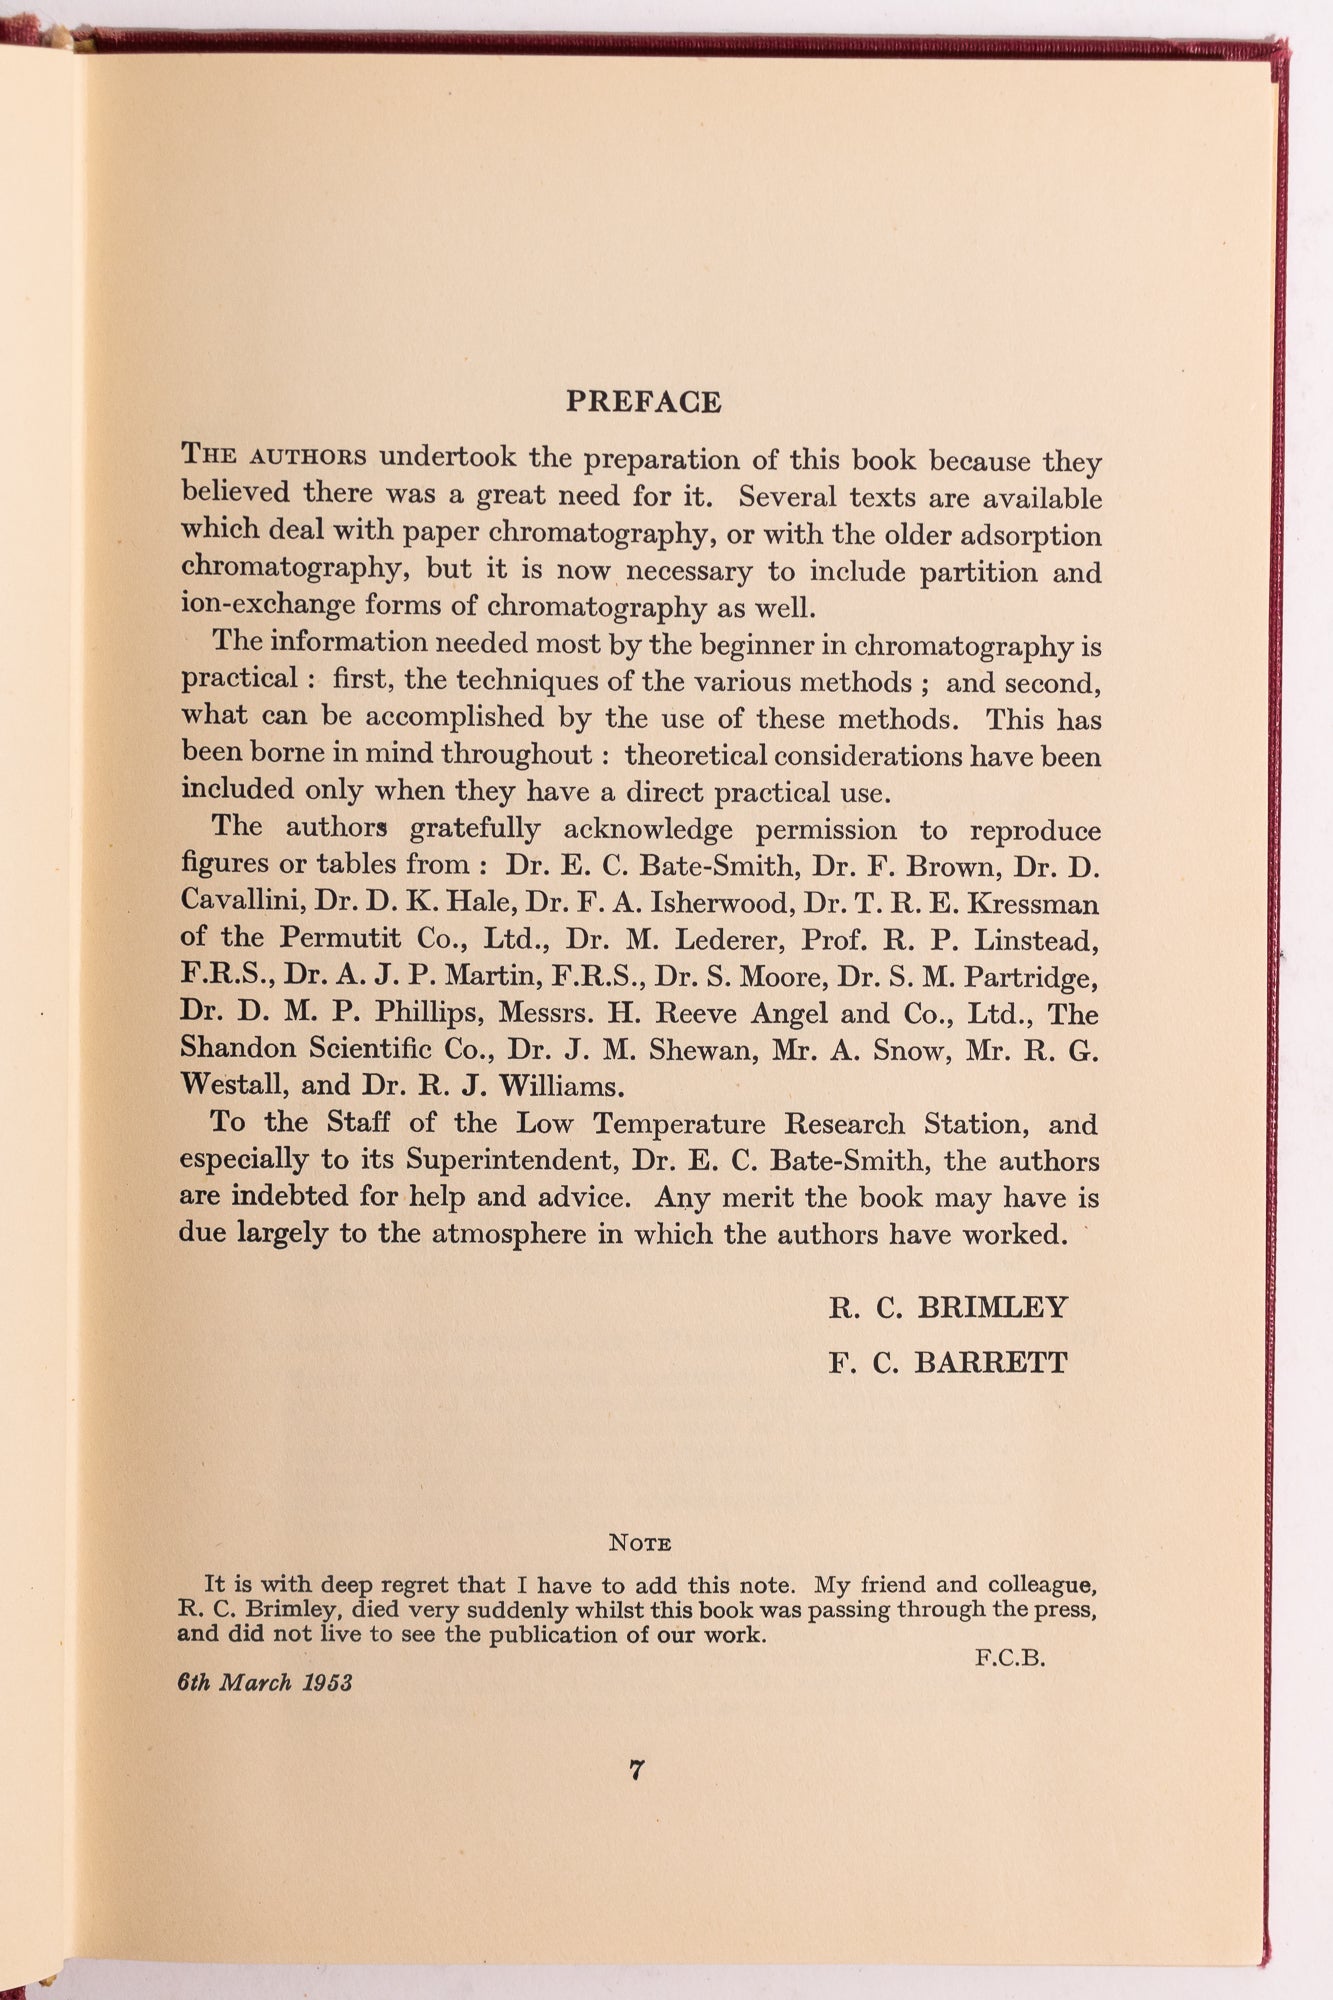 PREFACE
THE AUTHORS undertook the preparation of this book because they
believed there was a great need for it. Several texts are available
which deal with paper chromatography, or with the older adsorption
chromatography, but it is now necessary to include partition and
ion-exchange forms of chromatography as well.
The information needed most by the beginner in chromatography is
practical : first, the techniques of the various methods ; and second,
what can be accomplished by the use of these methods. This has
been borne in mind throughout : theoretical considerations have been
included only when they have a direct practical use.
The authors gratefully acknowledge permission to reproduce
figures or tables from : Dr. E. C. Bate-Smith, Dr. F. Brown, Dr. D.
Cavallini, Dr. D. K. Hale, Dr. F. A. Isherwood, Dr. T. R. E. Kressman
of the Permutit Co., Ltd., Dr. M. Lederer, Prof. R. P. Linstead,
F.R.S., Dr. A. J. P. Martin, F.R.S., Dr. S. Moore, Dr. S. M. Partridge,
Dr. D. M. P. Phillips, Messrs. H. Reeve Angel and Co., Ltd., The
Shandon Scientific Co., Dr. J. M. Shewan, Mr. A. Snow, Mr. R. G.
Westall, and Dr. R. J. Williams.
To the Staff of the Low Temperature Research Station, and
especially to its Superintendent, Dr. E. C. Bate-Smith, the authors
are indebted for help and advice. Any merit the book may have is
due largely to the atmosphere in which the authors have worked.
R. C. BRIMLEY
F. C. BARRETT
NOTE
It is with deep regret that I have to add this note. My friend and colleague,
R. C. Brimley, died very suddenly whilst this book was passing through the press,
and did not live to see the publication of our work.
F.C.B.
6th March 1953
7